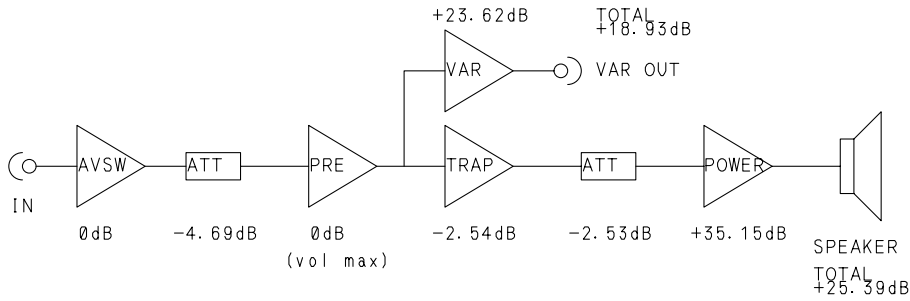 +23.62dB
TOTAL
+18.93dB
VAR
VAR OUT
AVSW
ATT
PRE
TRAP
ATT
POWER
IN
0dB
-4.69dB
0dB
-2.54dB
-2.53dB
+35.15dB
(vol max)
SPEAKER
TOTAL
+25.39dB